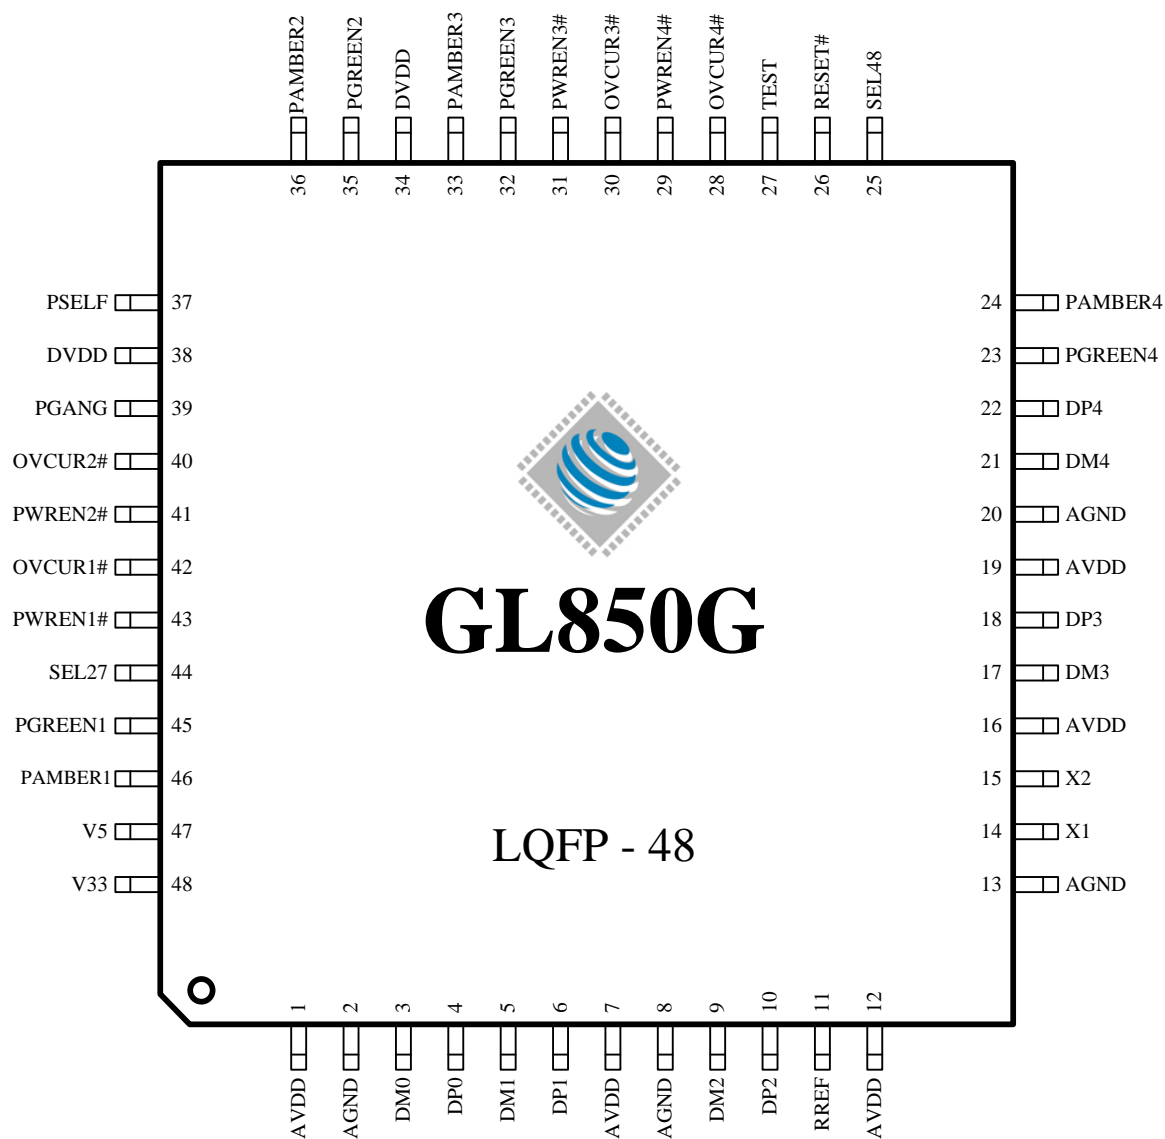 PAMBER2
PGREEN2
DVDD
PAMBER3
PGREEN3
PWREN3#
OVCUR3#
PWREN4#
OVCUR4#
TEST
RESET#
SEL48
36
35
34
33
32
31
30
29
28
27
26
25
PSELF 37
DVDD 38
PGANG 39
OVCUR2# 40
PWREN2# 41
OVCUR1# 42
PWREN1# 43
SEL27 44
PGREEN1 45
PAMBER1 46
V5 47
V33 48
GL850G
LQFP - 48
24 PAMBER4
23 PGREEN4
22 DP4
21 DM4
20 AGND
19 AVDD
18 DP3
17 DM3
16 AVDD
15 X2
14 X1
13 AGND
1
2
3
4
5
6
7
8
9
10
11
12
AVDD
AGND
DM0
DP0
DM1
DP1
AVDD
AGND
DM2
DP2
RREF
AVDD